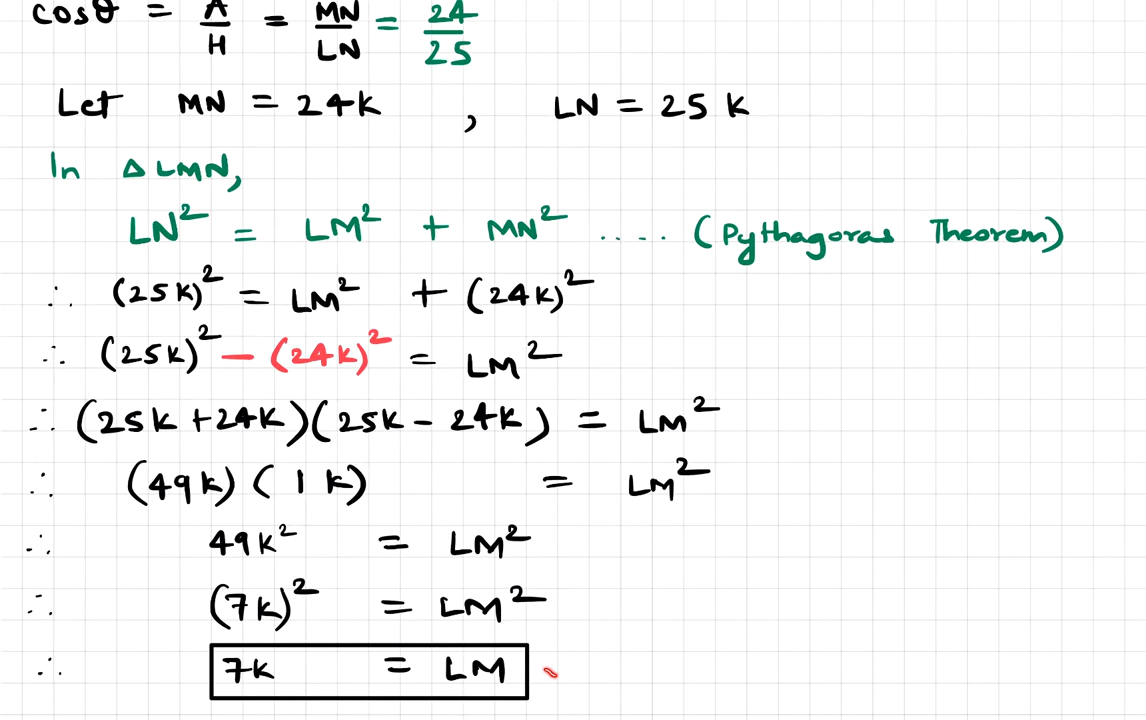 cosθ = A/H = MN/LN = 24/25
Let MN = 24K , LN = 25 K
In Δ LMN,
LN² = LM² + MN² ..... (Pythagoras Theorem)
∴ (25K)² = LM² + (24K)²
∴ (25K)² - (24K)² = LM²
∴ (25K + 24K)(25K - 24K) = LM²
∴ (49K) ( 1 K) = LM²
∴ 49K² = LM²
∴ (7K)² = LM²
∴ 7K = LM